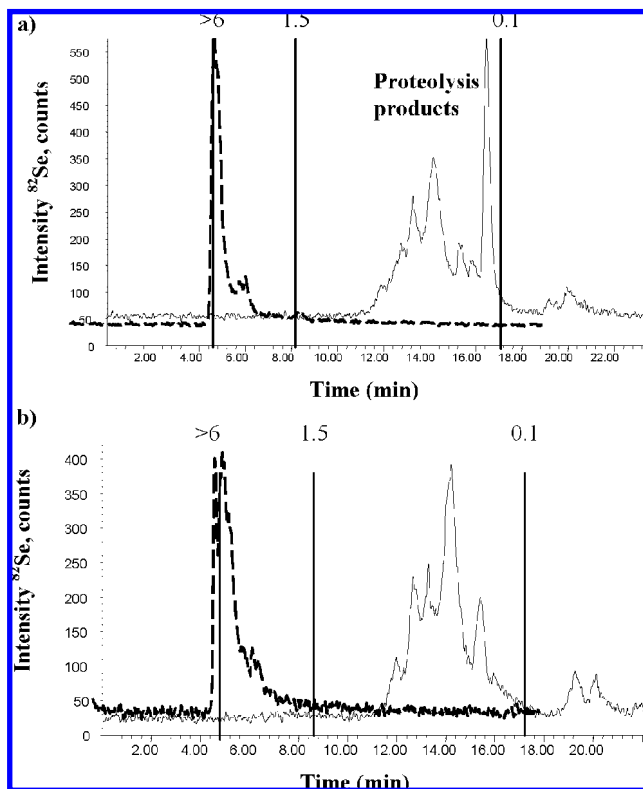 a)
>6 1.5 0.1
Proteolysis
products
Intensity ⁸²Se, counts
550
500
450
400
350
300
250
200
150
100
50
0
2.00 4.00 6.00 8.00 10.00 12.00 14.00 16.00 18.00 20.00 22.00
Time (min)
b)
>6 1.5 0.1
Intensity ⁸²Se, counts
400
350
300
250
200
150
100
50
0
2.00 4.00 6.00 8.00 10.00 12.00 14.00 16.00 18.00 20.00
Time (min)